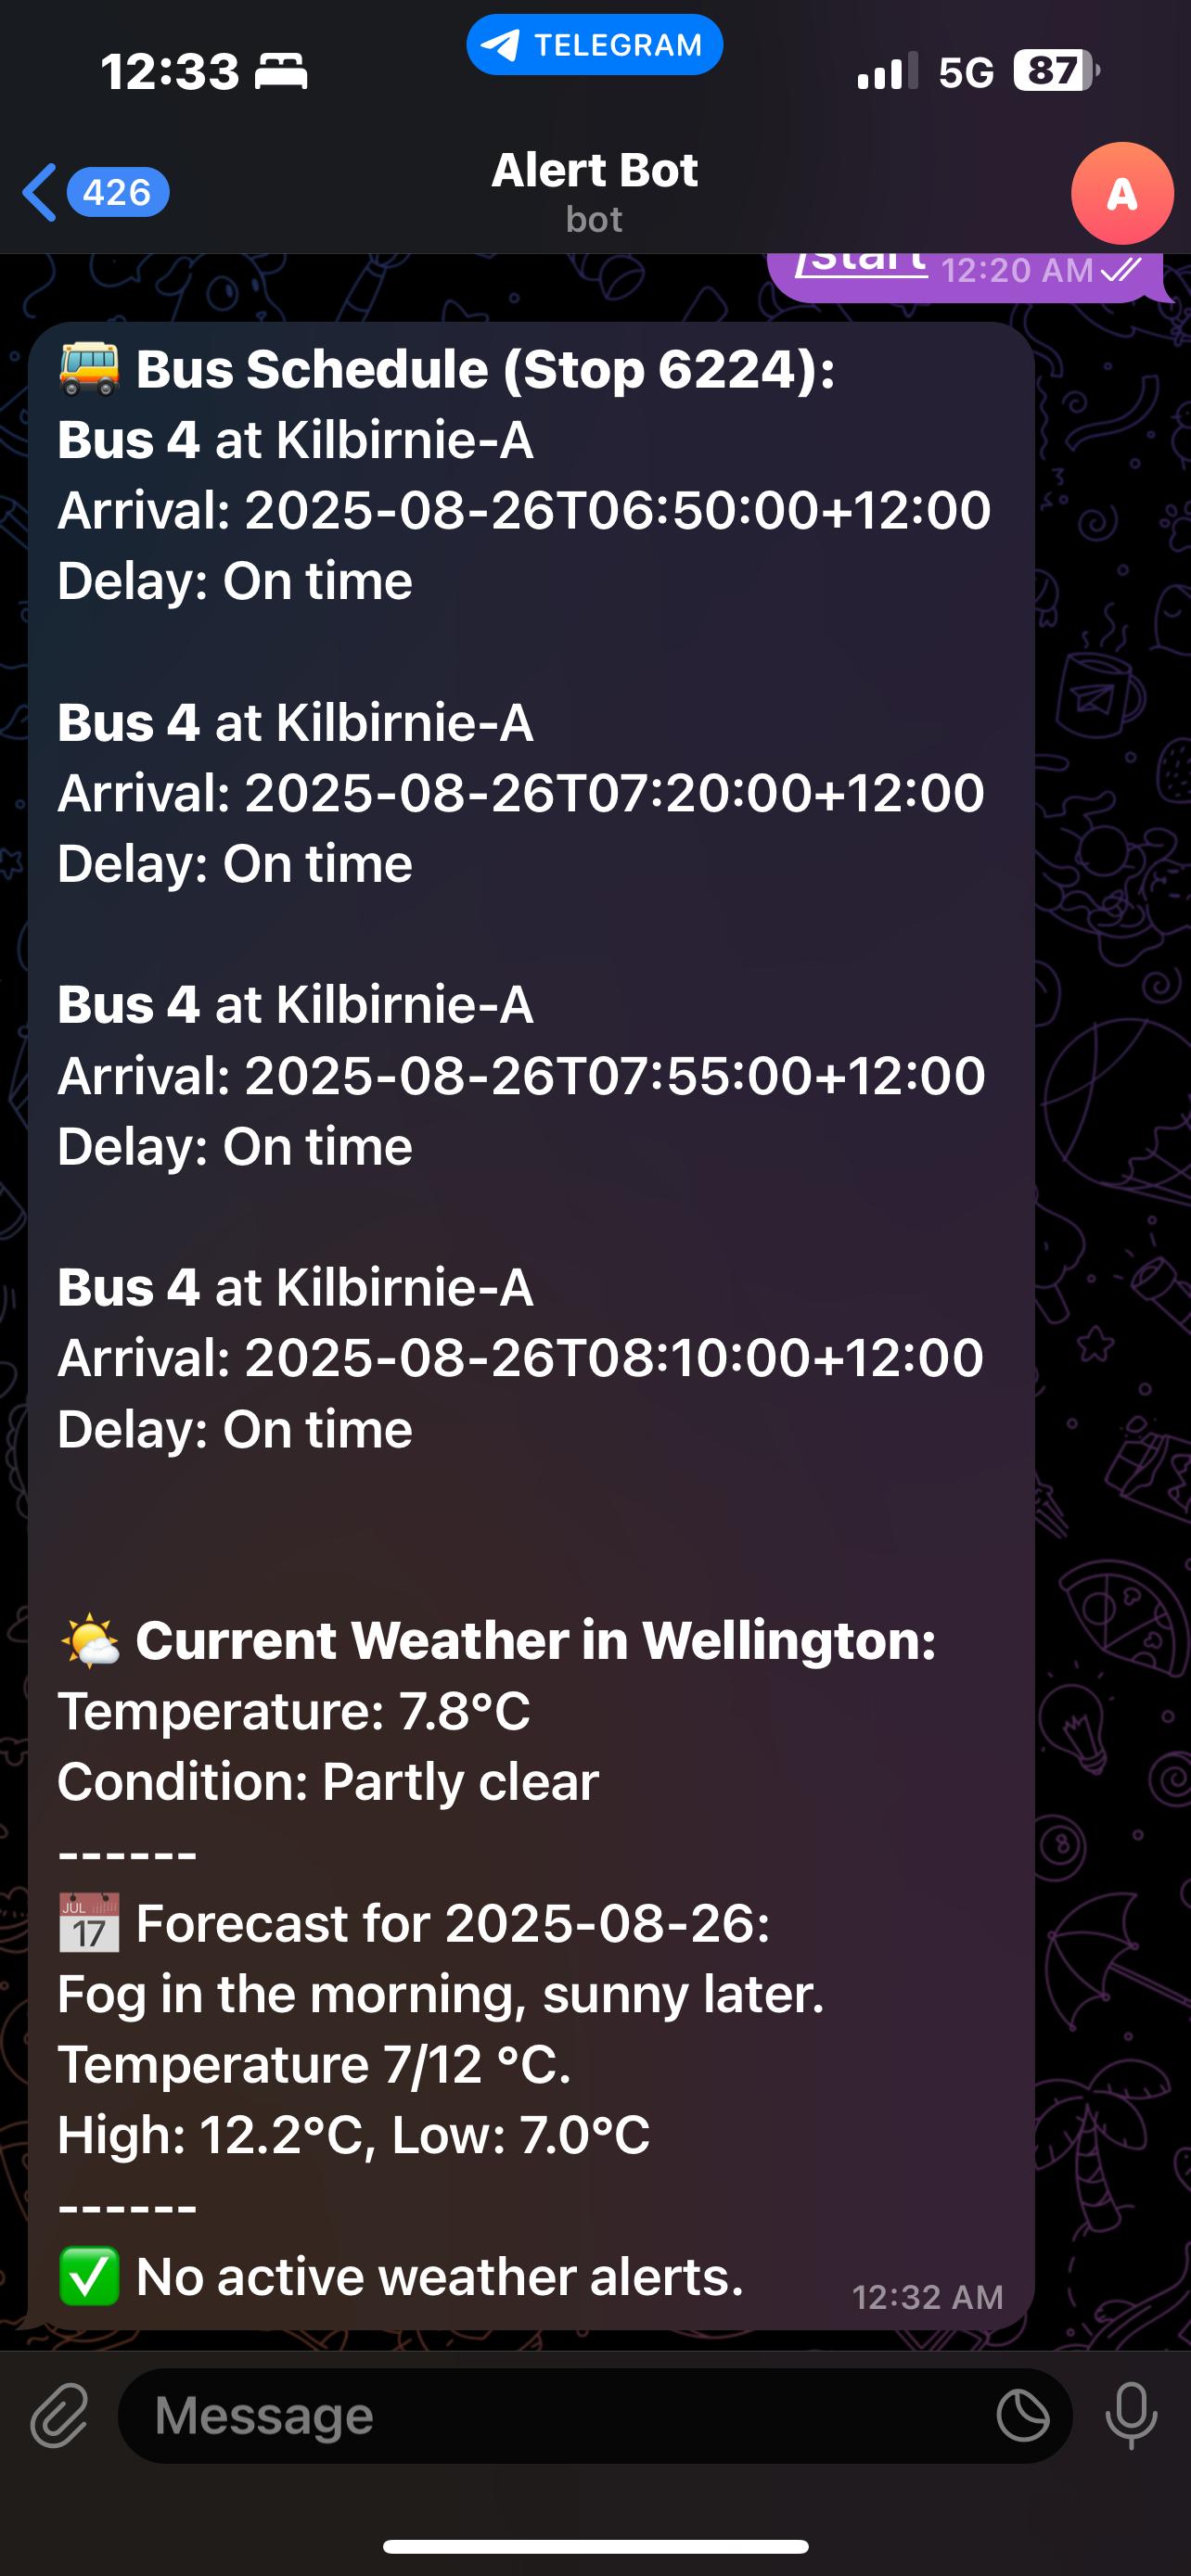 12:33
TELEGRAM
5G 87
426
Alert Bot
bot
A
/start 12:20 AM
🚌 Bus Schedule (Stop 6224):
Bus 4 at Kilbirnie-A
Arrival: 2025-08-26T06:50:00+12:00
Delay: On time
Bus 4 at Kilbirnie-A
Arrival: 2025-08-26T07:20:00+12:00
Delay: On time
Bus 4 at Kilbirnie-A
Arrival: 2025-08-26T07:55:00+12:00
Delay: On time
Bus 4 at Kilbirnie-A
Arrival: 2025-08-26T08:10:00+12:00
Delay: On time
🌤 Current Weather in Wellington:
Temperature: 7.8°C
Condition: Partly clear
------
📅 Forecast for 2025-08-26:
Fog in the morning, sunny later.
Temperature 7/12 °C.
High: 12.2°C, Low: 7.0°C
------
✅ No active weather alerts.
12:32 AM
Message